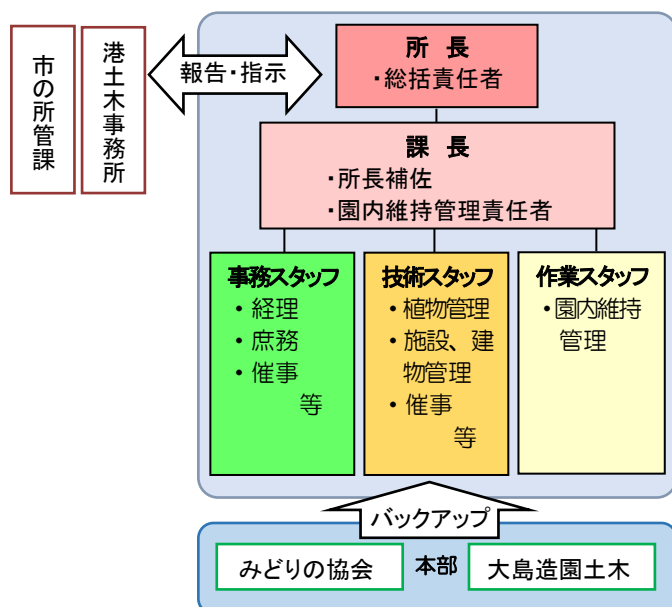 市の所管課
港土木事務所
報告・指示
所 長
・総括責任者
課 長
・所長補佐
・園内維持管理責任者
事務スタッフ
・経理
・庶務
・催事
等
技術スタッフ
・植物管理
・施設、建
物管理
・催事
等
作業スタッフ
・園内維持
管理
バックアップ
みどりの協会
本部
大島造園土木